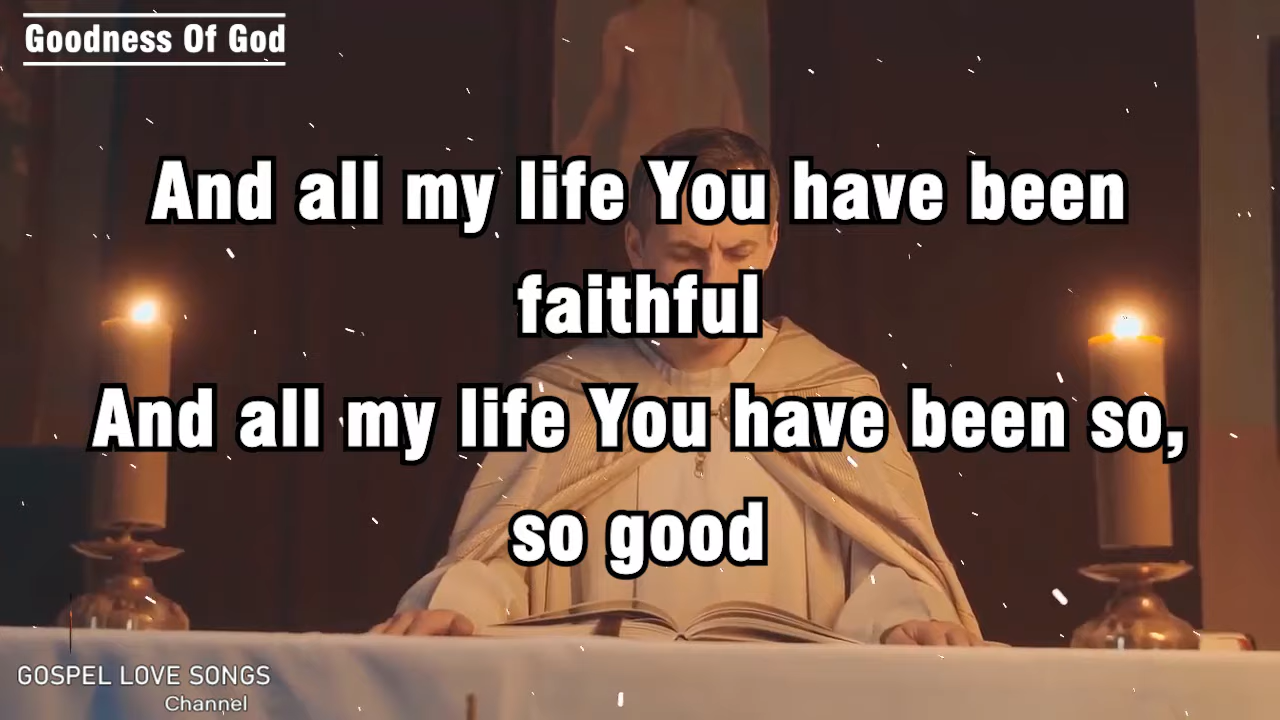 Goodness Of God
And all my life You have been
faithful
And all my life You have been so,
so good
GOSPEL LOVE SONGS
Channel